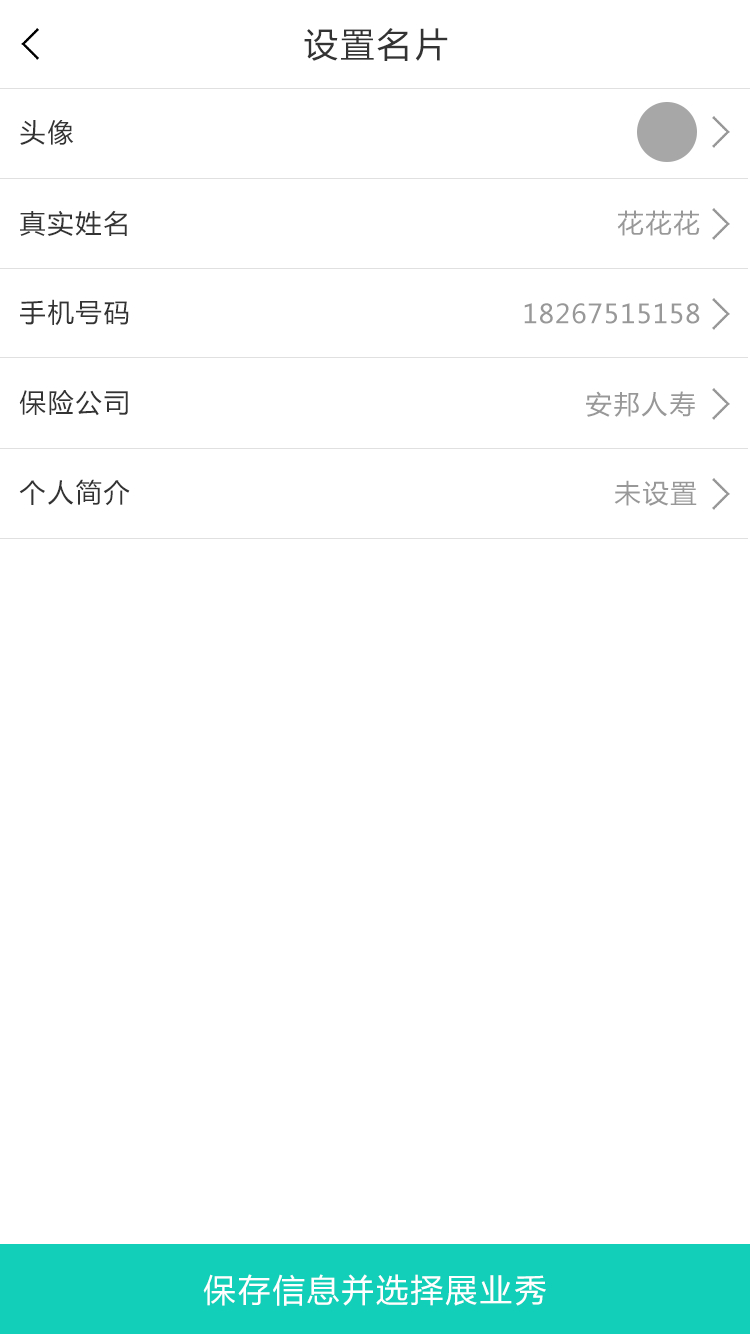 设置名片
头像
真实姓名 花花花
手机号码 18267515158
保险公司 安邦人寿
个人简介 未设置
保存信息并选择展业秀